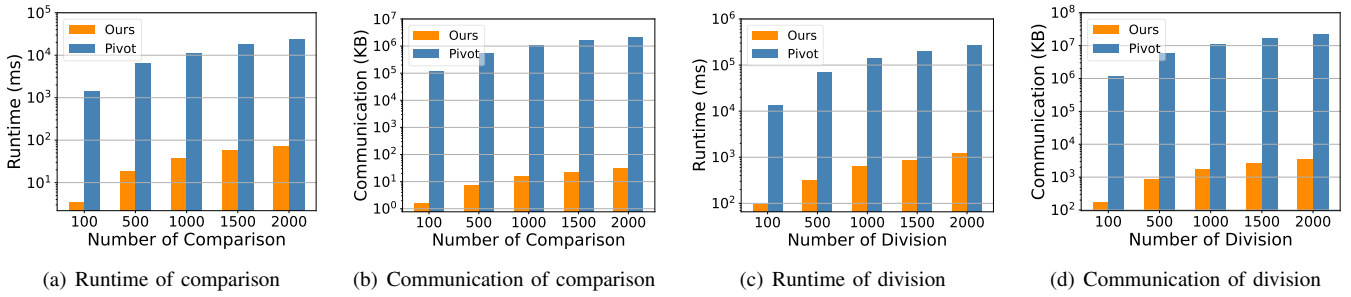 10^5
10^4
10^3
10^2
10^1
Runtime (ms)
Ours
Pivot
100 500 1000 1500 2000
Number of Comparison
(a) Runtime of comparison
10^7
10^6
10^5
10^4
10^3
10^2
10^1
10^0
Communication (KB)
Ours
Pivot
100 500 1000 1500 2000
Number of Comparison
(b) Communication of comparison
10^6
10^5
10^4
10^3
10^2
Runtime (ms)
Ours
Pivot
100 500 1000 1500 2000
Number of Division
(c) Runtime of division
10^8
10^7
10^6
10^5
10^4
10^3
10^2
Communication (KB)
Ours
Pivot
100 500 1000 1500 2000
Number of Division
(d) Communication of division